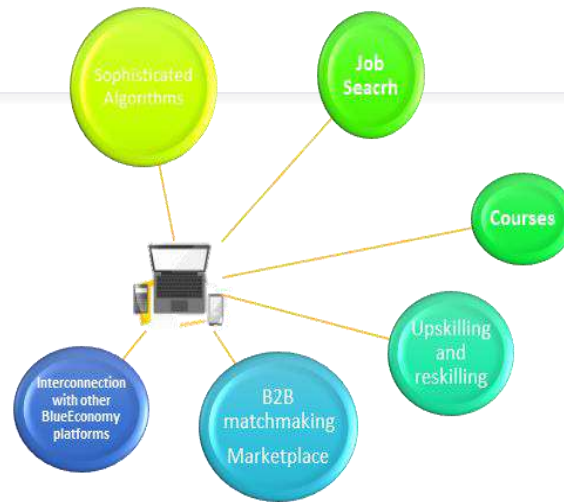 Sophisticated
Algorithms
Job
Seacrh
Courses
Upskilling
and
reskilling
B2B
matchmaking
Marketplace
Interconnection
with other
BlueEconomy
platforms